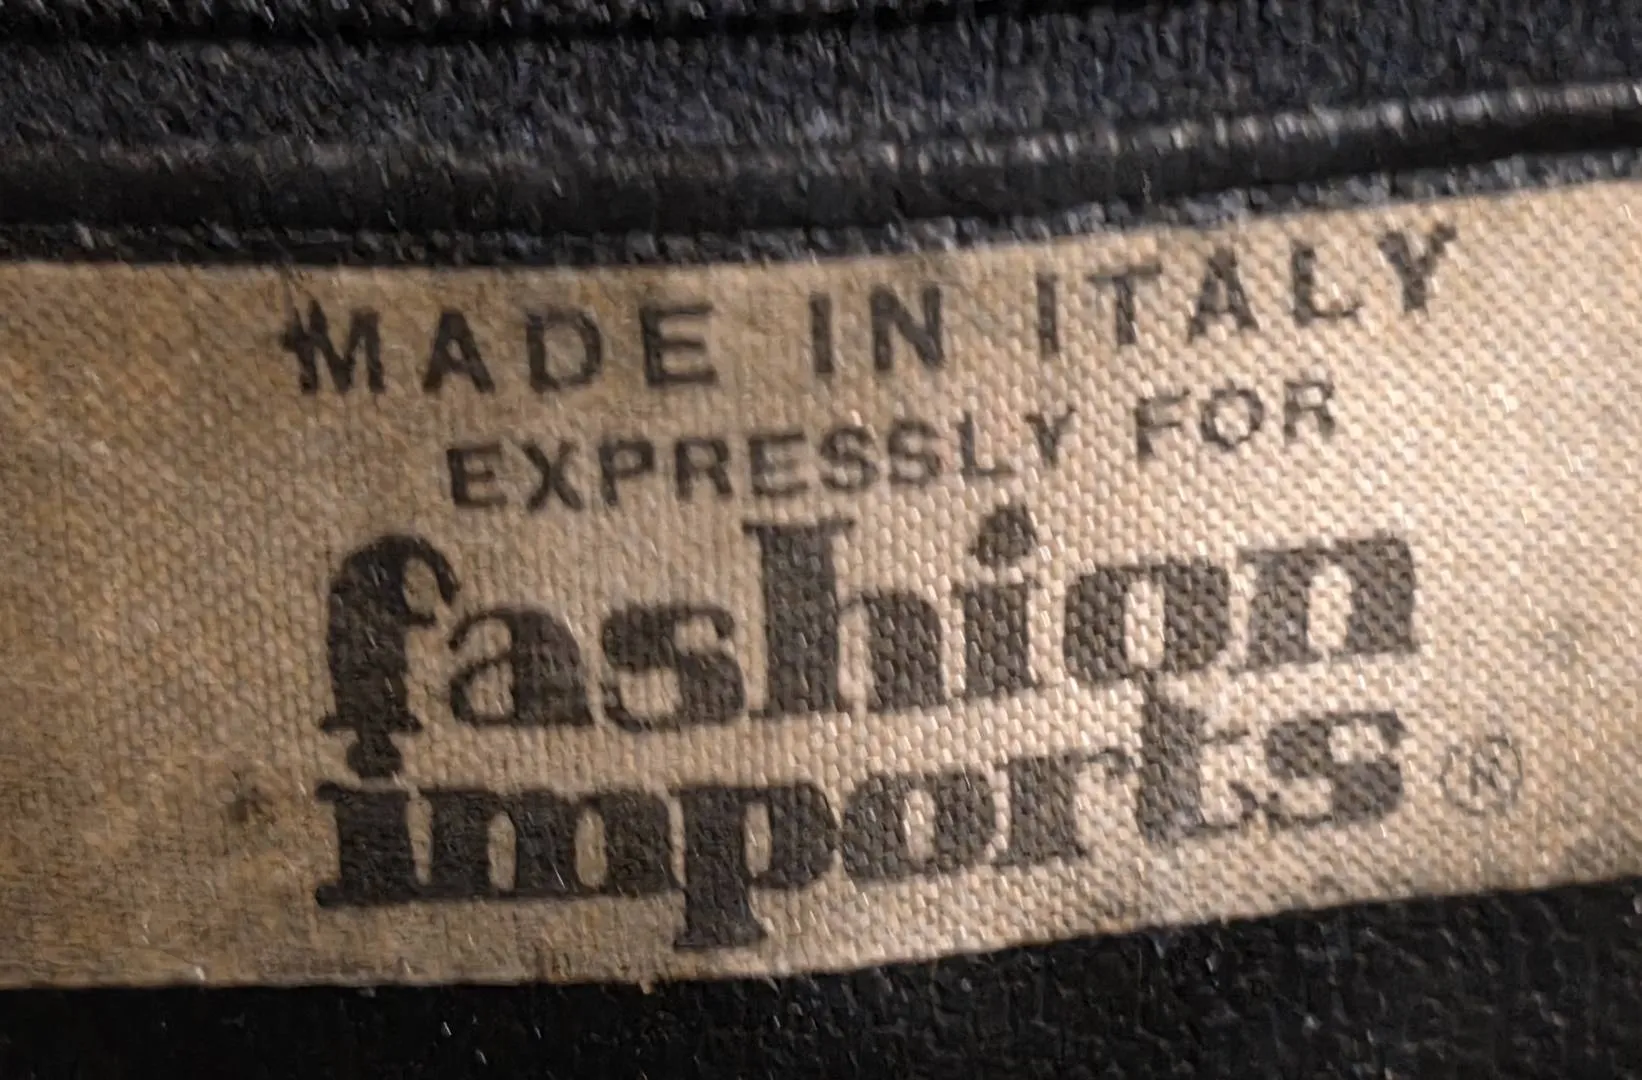 MADE IN ITALY
EXPRESSLY FOR
fashion
imports ®